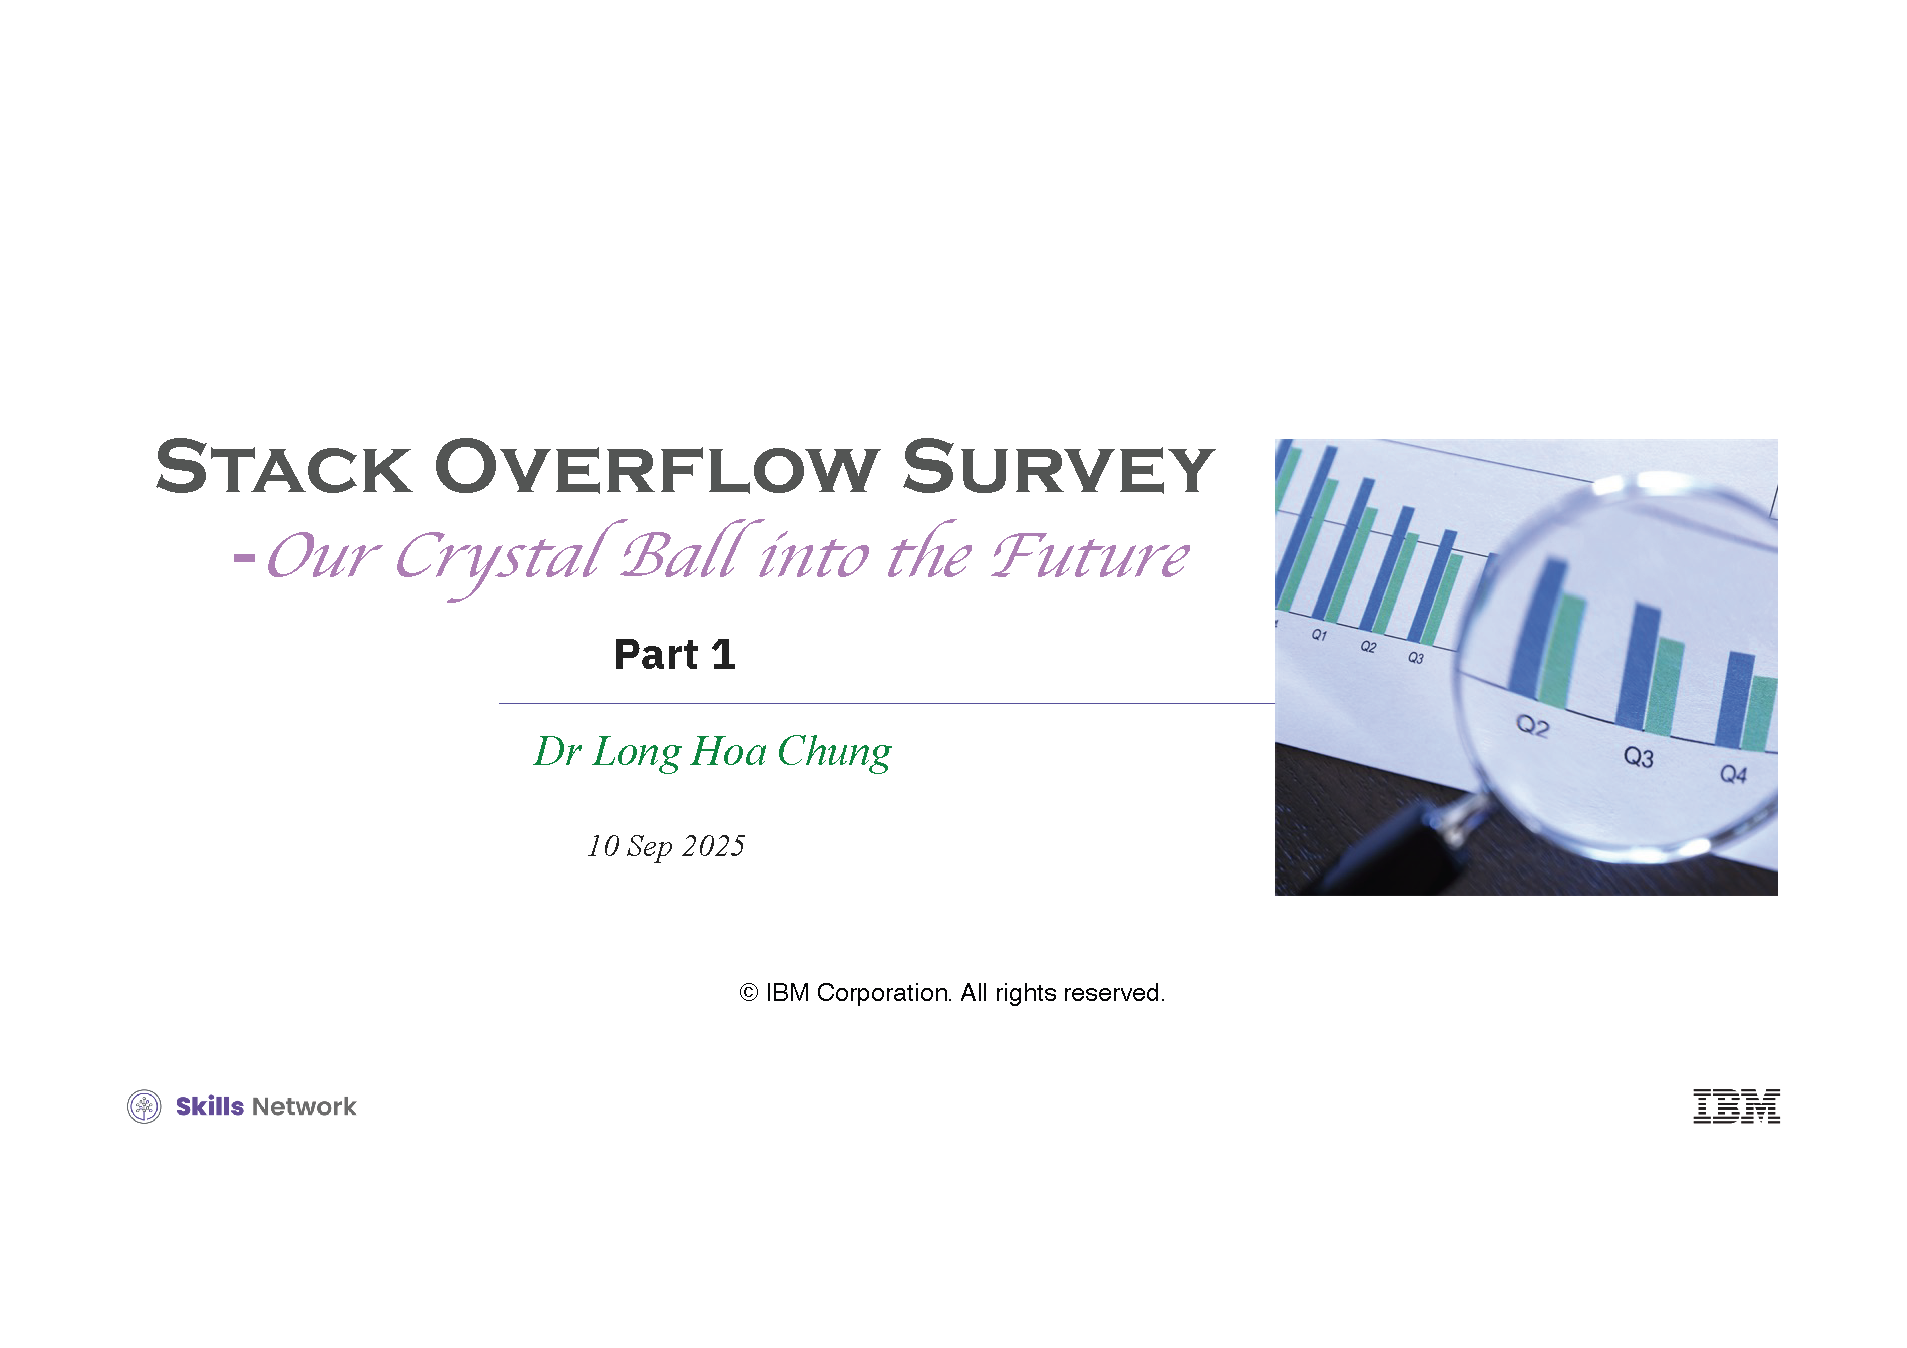 Stack Overflow Survey
-Our Crystal Ball into the Future
Part 1
Dr Long Hoa Chung
10 Sep 2025
Q1
Q2
Q3
Q2
Q3
Q4
© IBM Corporation. All rights reserved.
Skills Network
IBM